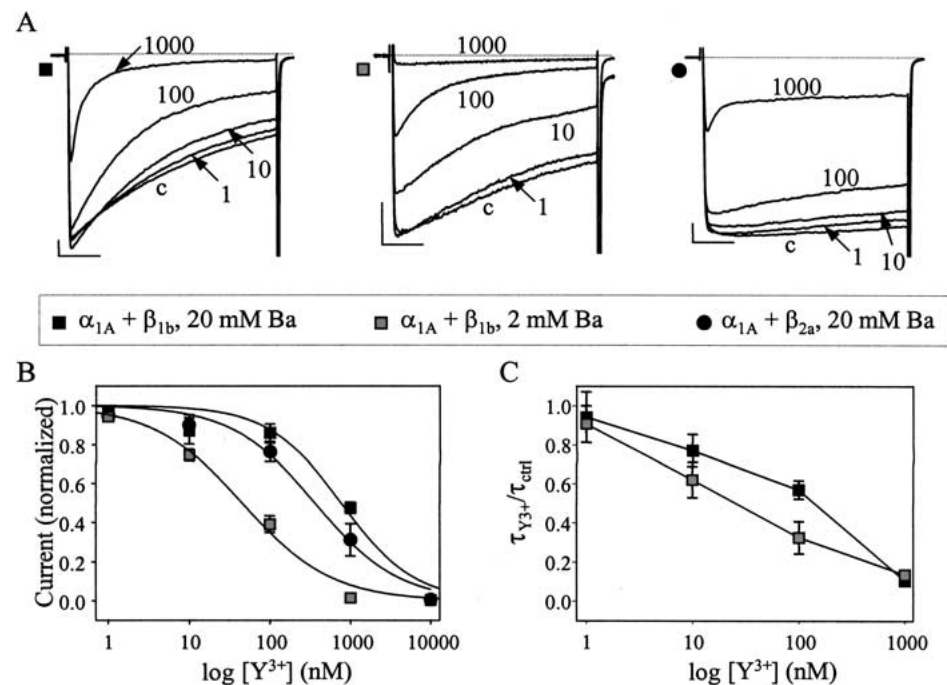 A
1000
100
10
1
c
1000
100
10
1
c
1000
100
10
1
c
α1A + β1b, 20 mM Ba
α1A + β1b, 2 mM Ba
α1A + β2a, 20 mM Ba
B
Current (normalized)
1.0
0.8
0.6
0.4
0.2
0.0
1
10
100
1000
10000
log [Y³⁺] (nM)
C
τY3+/τctrl
1.0
0.8
0.6
0.4
0.2
0.0
1
10
100
1000
log [Y³⁺] (nM)